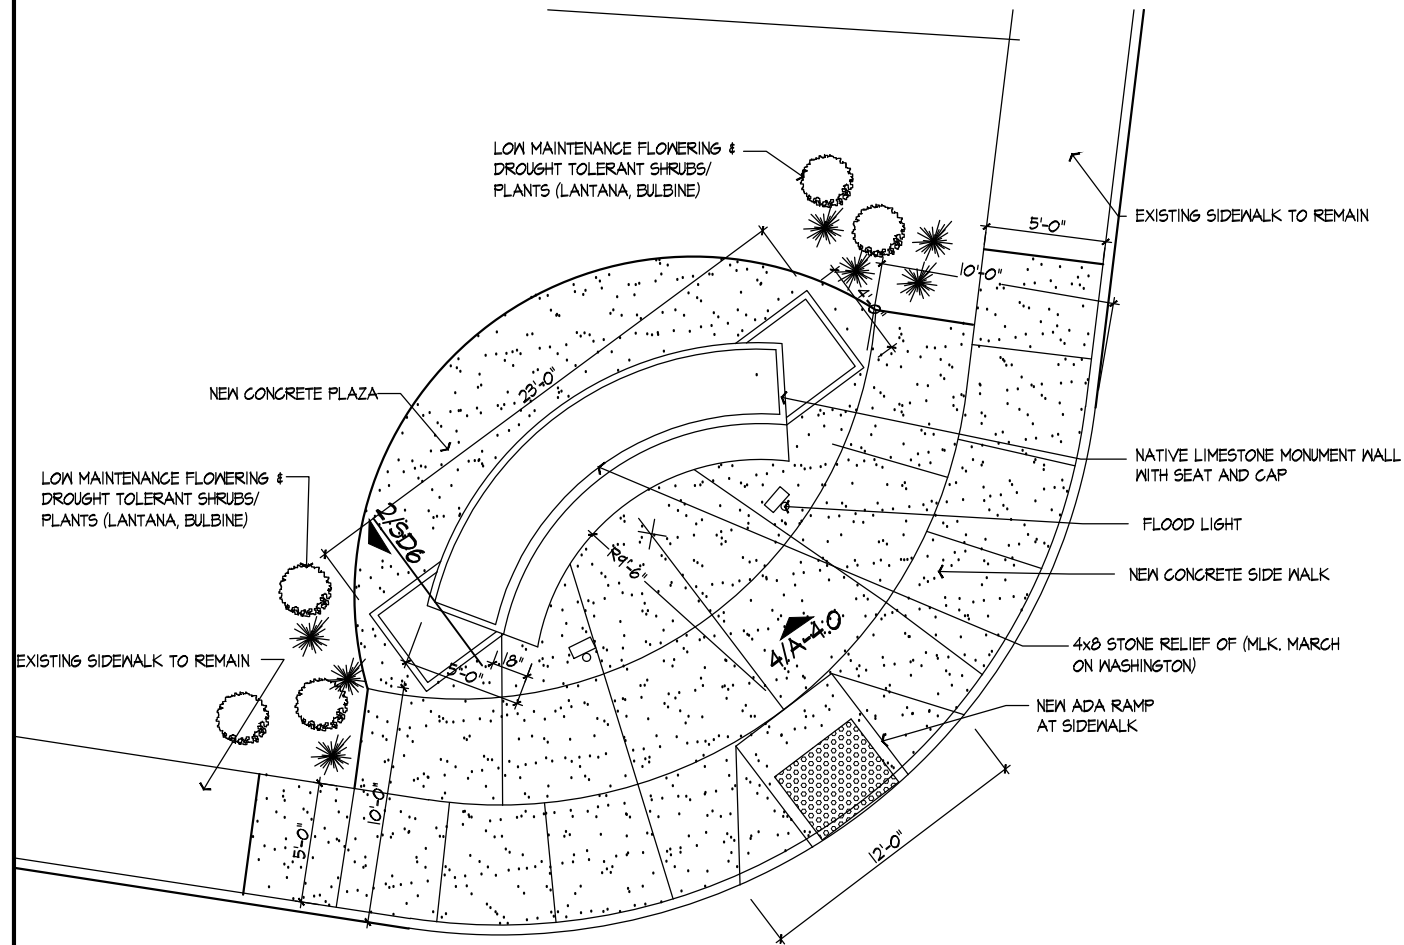 LOW MAINTENANCE FLOWERING &
DROUGHT TOLERANT SHRUBS/
PLANTS (LANTANA, BULBINE)
EXISTING SIDEWALK TO REMAIN
5'-0"
10'-0"
4'-0"
23'-0"
NEW CONCRETE PLAZA
NATIVE LIMESTONE MONUMENT WALL
WITH SEAT AND CAP
LOW MAINTENANCE FLOWERING &
DROUGHT TOLERANT SHRUBS/
PLANTS (LANTANA, BULBINE)
FLOOD LIGHT
2/SD6
R9'-6"
NEW CONCRETE SIDE WALK
4/A-4.0
4x8 STONE RELIEF OF (MLK. MARCH
ON WASHINGTON)
EXISTING SIDEWALK TO REMAIN
5'-0"
18"
NEW ADA RAMP
AT SIDEWALK
10'-0"
5'-0"
12'-0"